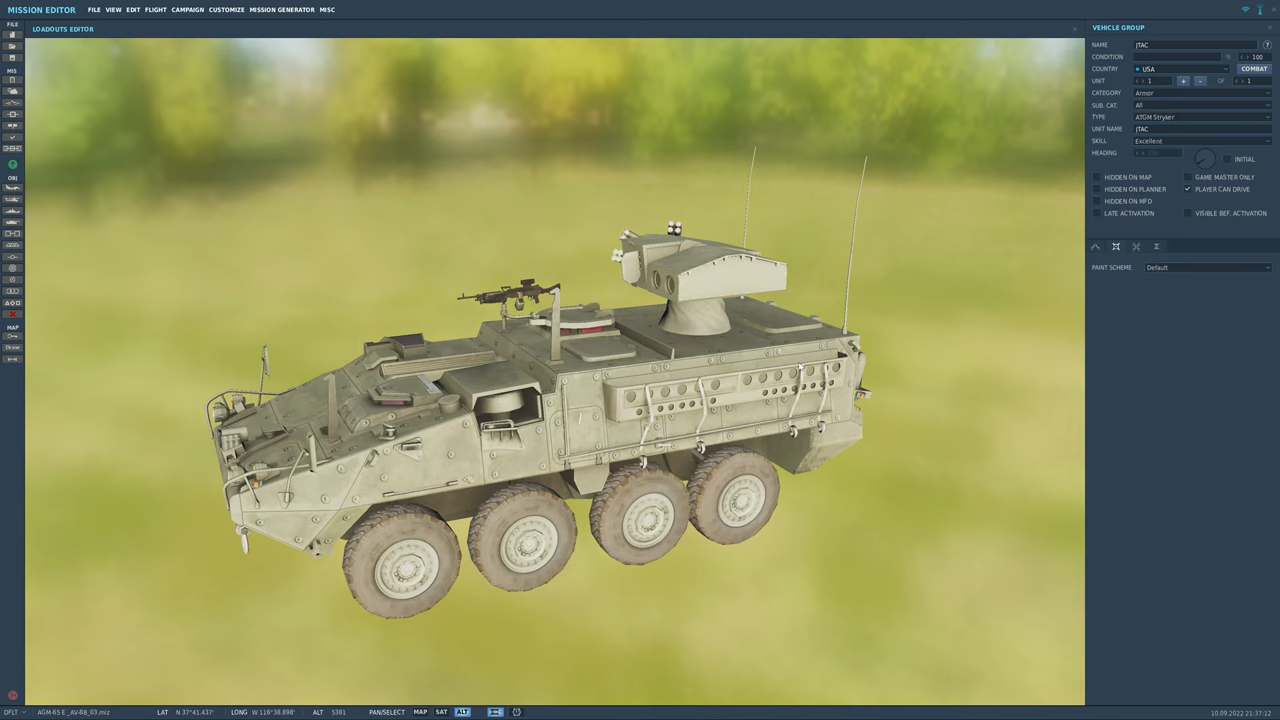 MISSION EDITOR FILE VIEW EDIT FLIGHT CAMPAIGN CUSTOMIZE MISSION GENERATOR MISC
FILE
LOADOUTS EDITOR
VEHICLE GROUP
NAME JTAC ?
CONDITION % 100
COUNTRY USA COMBAT
MIS
UNIT 1 + - OF 1
CATEGORY Armor
SUB. CAT. All
TYPE ATGM Stryker
UNIT NAME JTAC
SKILL Excellent
HEADING INITIAL
HIDDEN ON MAP GAME MASTER ONLY
OBJ
HIDDEN ON PLANNER PLAYER CAN DRIVE
HIDDEN ON MFD
LATE ACTIVATION VISIBLE BEF. ACTIVATION
PAINT SCHEME Default
MAP
Drone
DFLT AGM-65 E _AV-8B_03.miz LAT N 37°41.437' LONG W 116°38.898' ALT 5381 PAN/SELECT MAP SAT ALT 10.09.2022 21:37:12